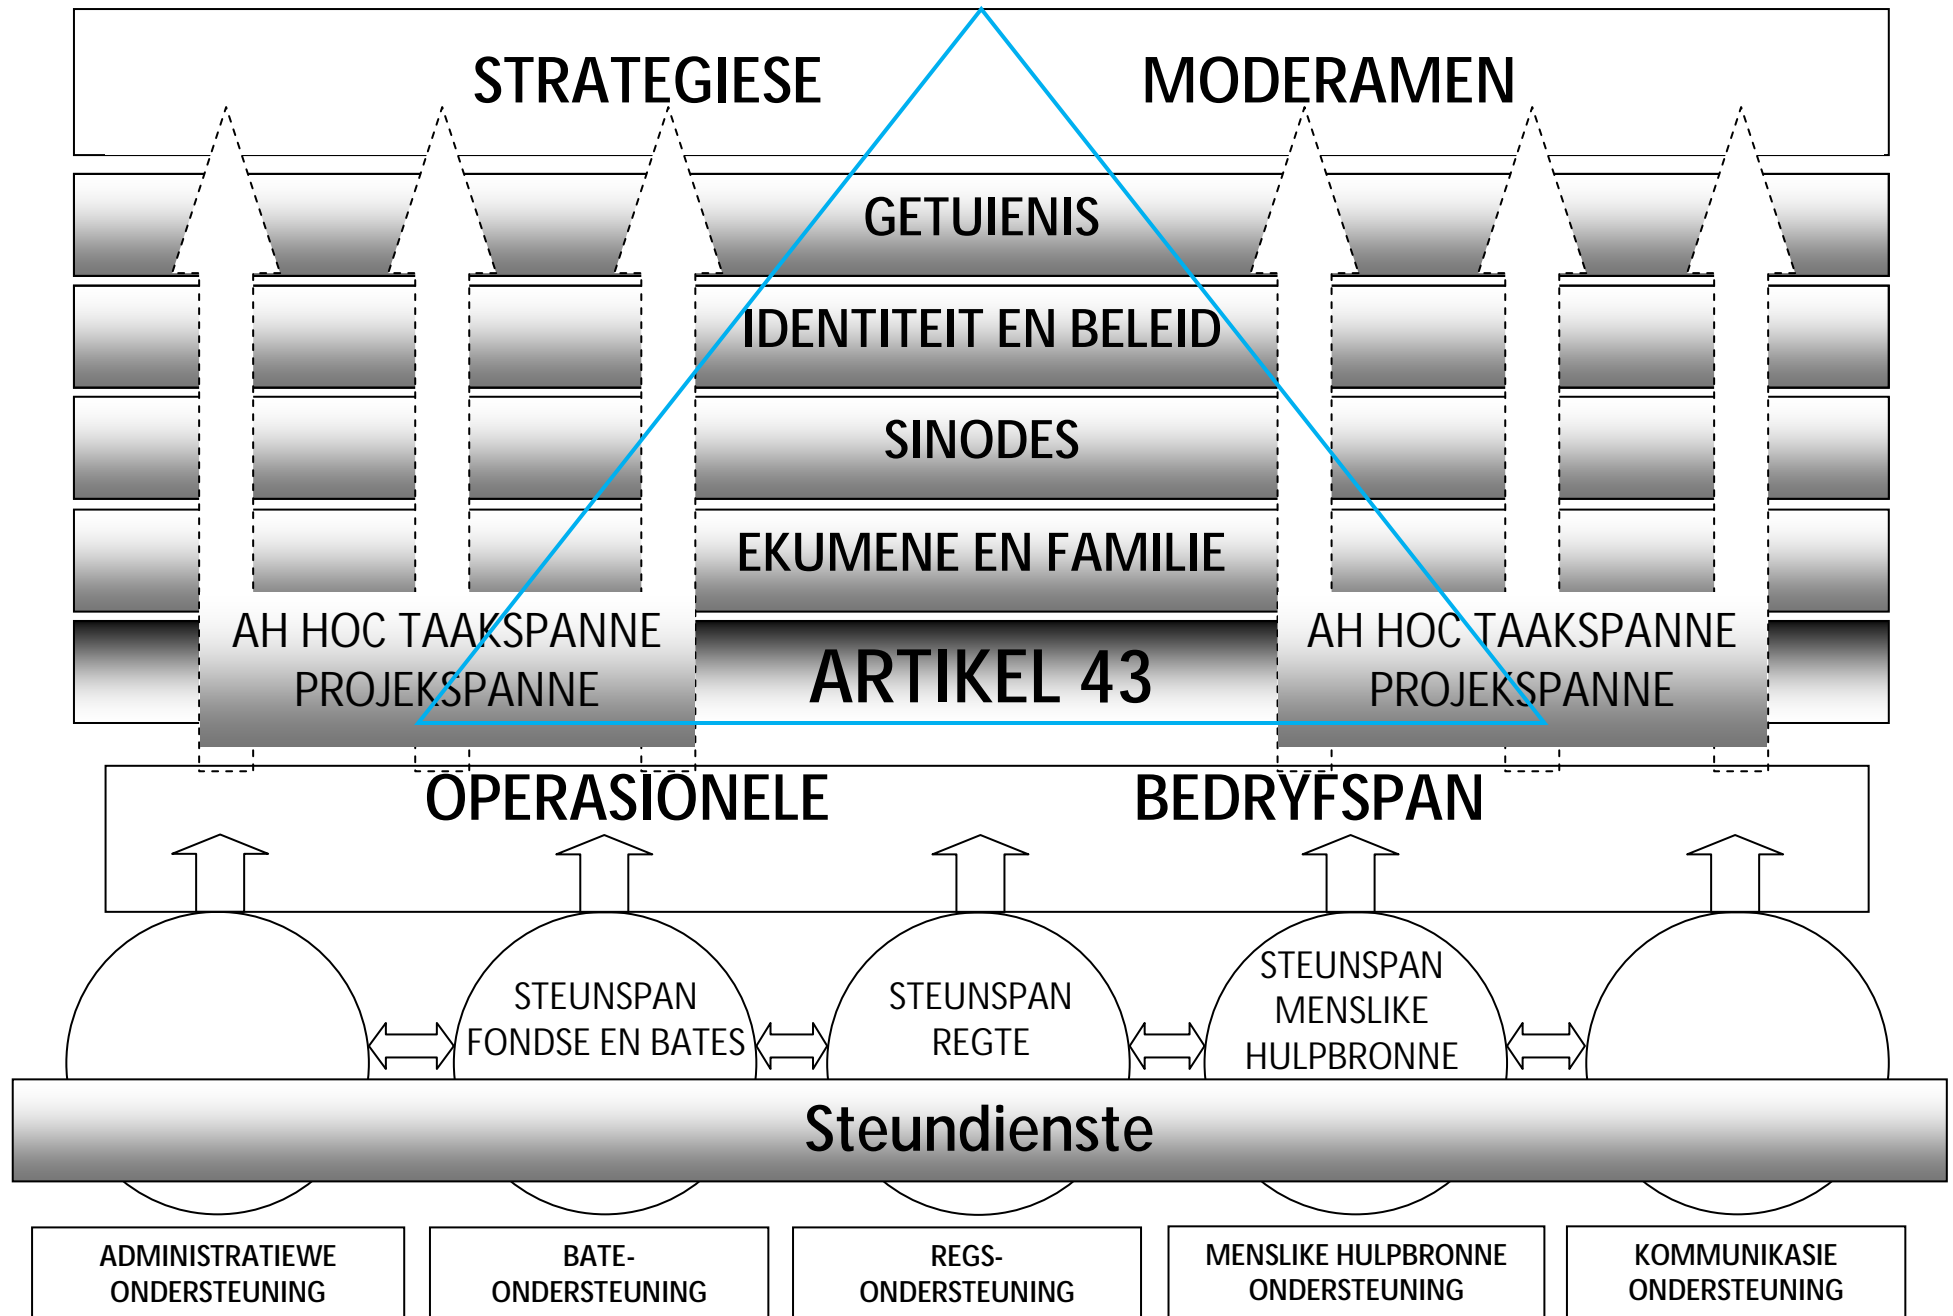 STRATEGIESE MODERAMEN
GETUIENIS
IDENTITEIT EN BELEID
SINODES
EKUMENE EN FAMILIE
AH HOC TAAKSPANNE
PROJEKSPANNE
ARTIKEL 43
AH HOC TAAKSPANNE
PROJEKSPANNE
OPERASIONELE BEDRYFSPAN
STEUNSPAN
FONDSE EN BATES
STEUNSPAN
REGTE
STEUNSPAN
MENSLIKE
HULPBRONNE
Steundienste
ADMINISTRATIEWE
ONDERSTEUNING
BATE-
ONDERSTEUNING
REGS-
ONDERSTEUNING
MENSLIKE HULPBRONNE
ONDERSTEUNING
KOMMUNIKASIE
ONDERSTEUNING